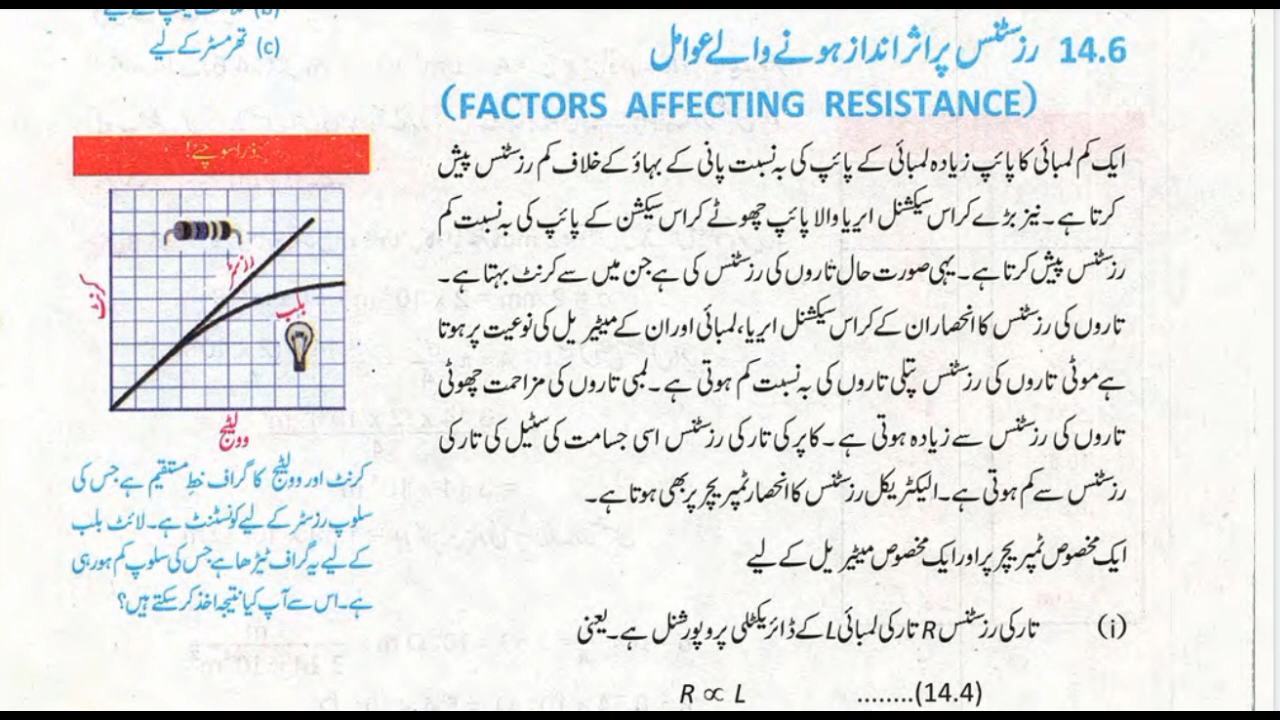 14.6 رزسٹنس پر اثر انداز ہونے والے عوامل
(FACTORS AFFECTING RESISTANCE)
ایک کم لمبائی کا پائپ زیادہ لمبائی کے پائپ کی بہ نسبت پانی کے بہاؤ کے خلاف کم رزسٹنس پیش
کرتا ہے۔ نیز بڑے کراس سیکشنل ایریا والا پائپ چھوٹے کراس سیکشن کے پائپ کی بہ نسبت کم
رزسٹنس پیش کرتا ہے۔ یہی صورت حال تاروں کی رزسٹنس کی ہے جن میں سے کرنٹ بہتا ہے۔
تاروں کی رزسٹنس کا انحصار ان کے کراس سیکشنل ایریا، لمبائی اور ان کے میٹیریل کی نوعیت پر ہوتا
ہے موٹی تاروں کی رزسٹنس پتلی تاروں کی بہ نسبت کم ہوتی ہے۔ لمبی تاروں کی مزاحمت چھوٹی
تاروں کی رزسٹنس سے زیادہ ہوتی ہے۔ کاپر کی تار کی رزسٹنس اسی جسامت کی سٹیل کی تار کی
رزسٹنس سے کم ہوتی ہے۔ الیکٹریکل رزسٹنس کا انحصار ٹمپریچر پر بھی ہوتا ہے۔
ایک مخصوص ٹمپریچر پر اور ایک مخصوص میٹیریل کے لیے
(i) تار کی رزسٹنس R تار کی لمبائی L کے ڈائریکٹلی پروپورشنل ہے۔ یعنی
R ∝ L ........(14.4)
(c) تھرمسٹر کے لیے
ذرا سوچیے!
رزسٹر
بلب
کرنٹ
وولٹیج
کرنٹ اور وولٹیج کا گراف خط مستقیم ہے جس کی
سلوپ رزسٹر کے لیے کونسٹنٹ ہے۔ لائٹ بلب
کے لیے یہ گراف ٹیڑھا ہے جس کی سلوپ کم ہو رہی
ہے۔ اس سے آپ کیا نتیجہ اخذ کر سکتے ہیں؟